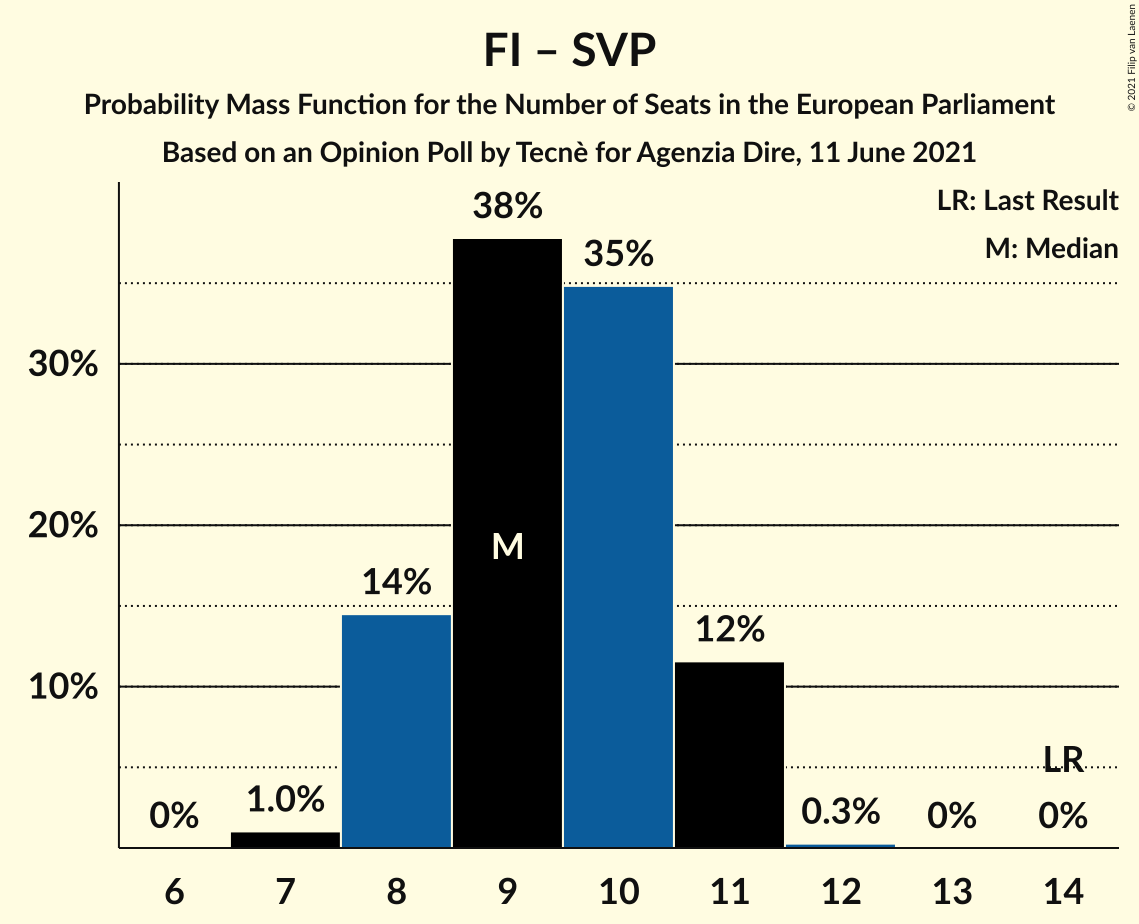 FI – SVP
Probability Mass Function for the Number of Seats in the European Parliament
Based on an Opinion Poll by Tecnè for Agenzia Dire, 11 June 2021
© 2021 Filip van Laenen
LR: Last Result
M: Median
38%
35%
30%
20%
M
14%
12%
10%
LR
0%
1.0%
0.3%
0%
0%
6 7 8 9 10 11 12 13 14